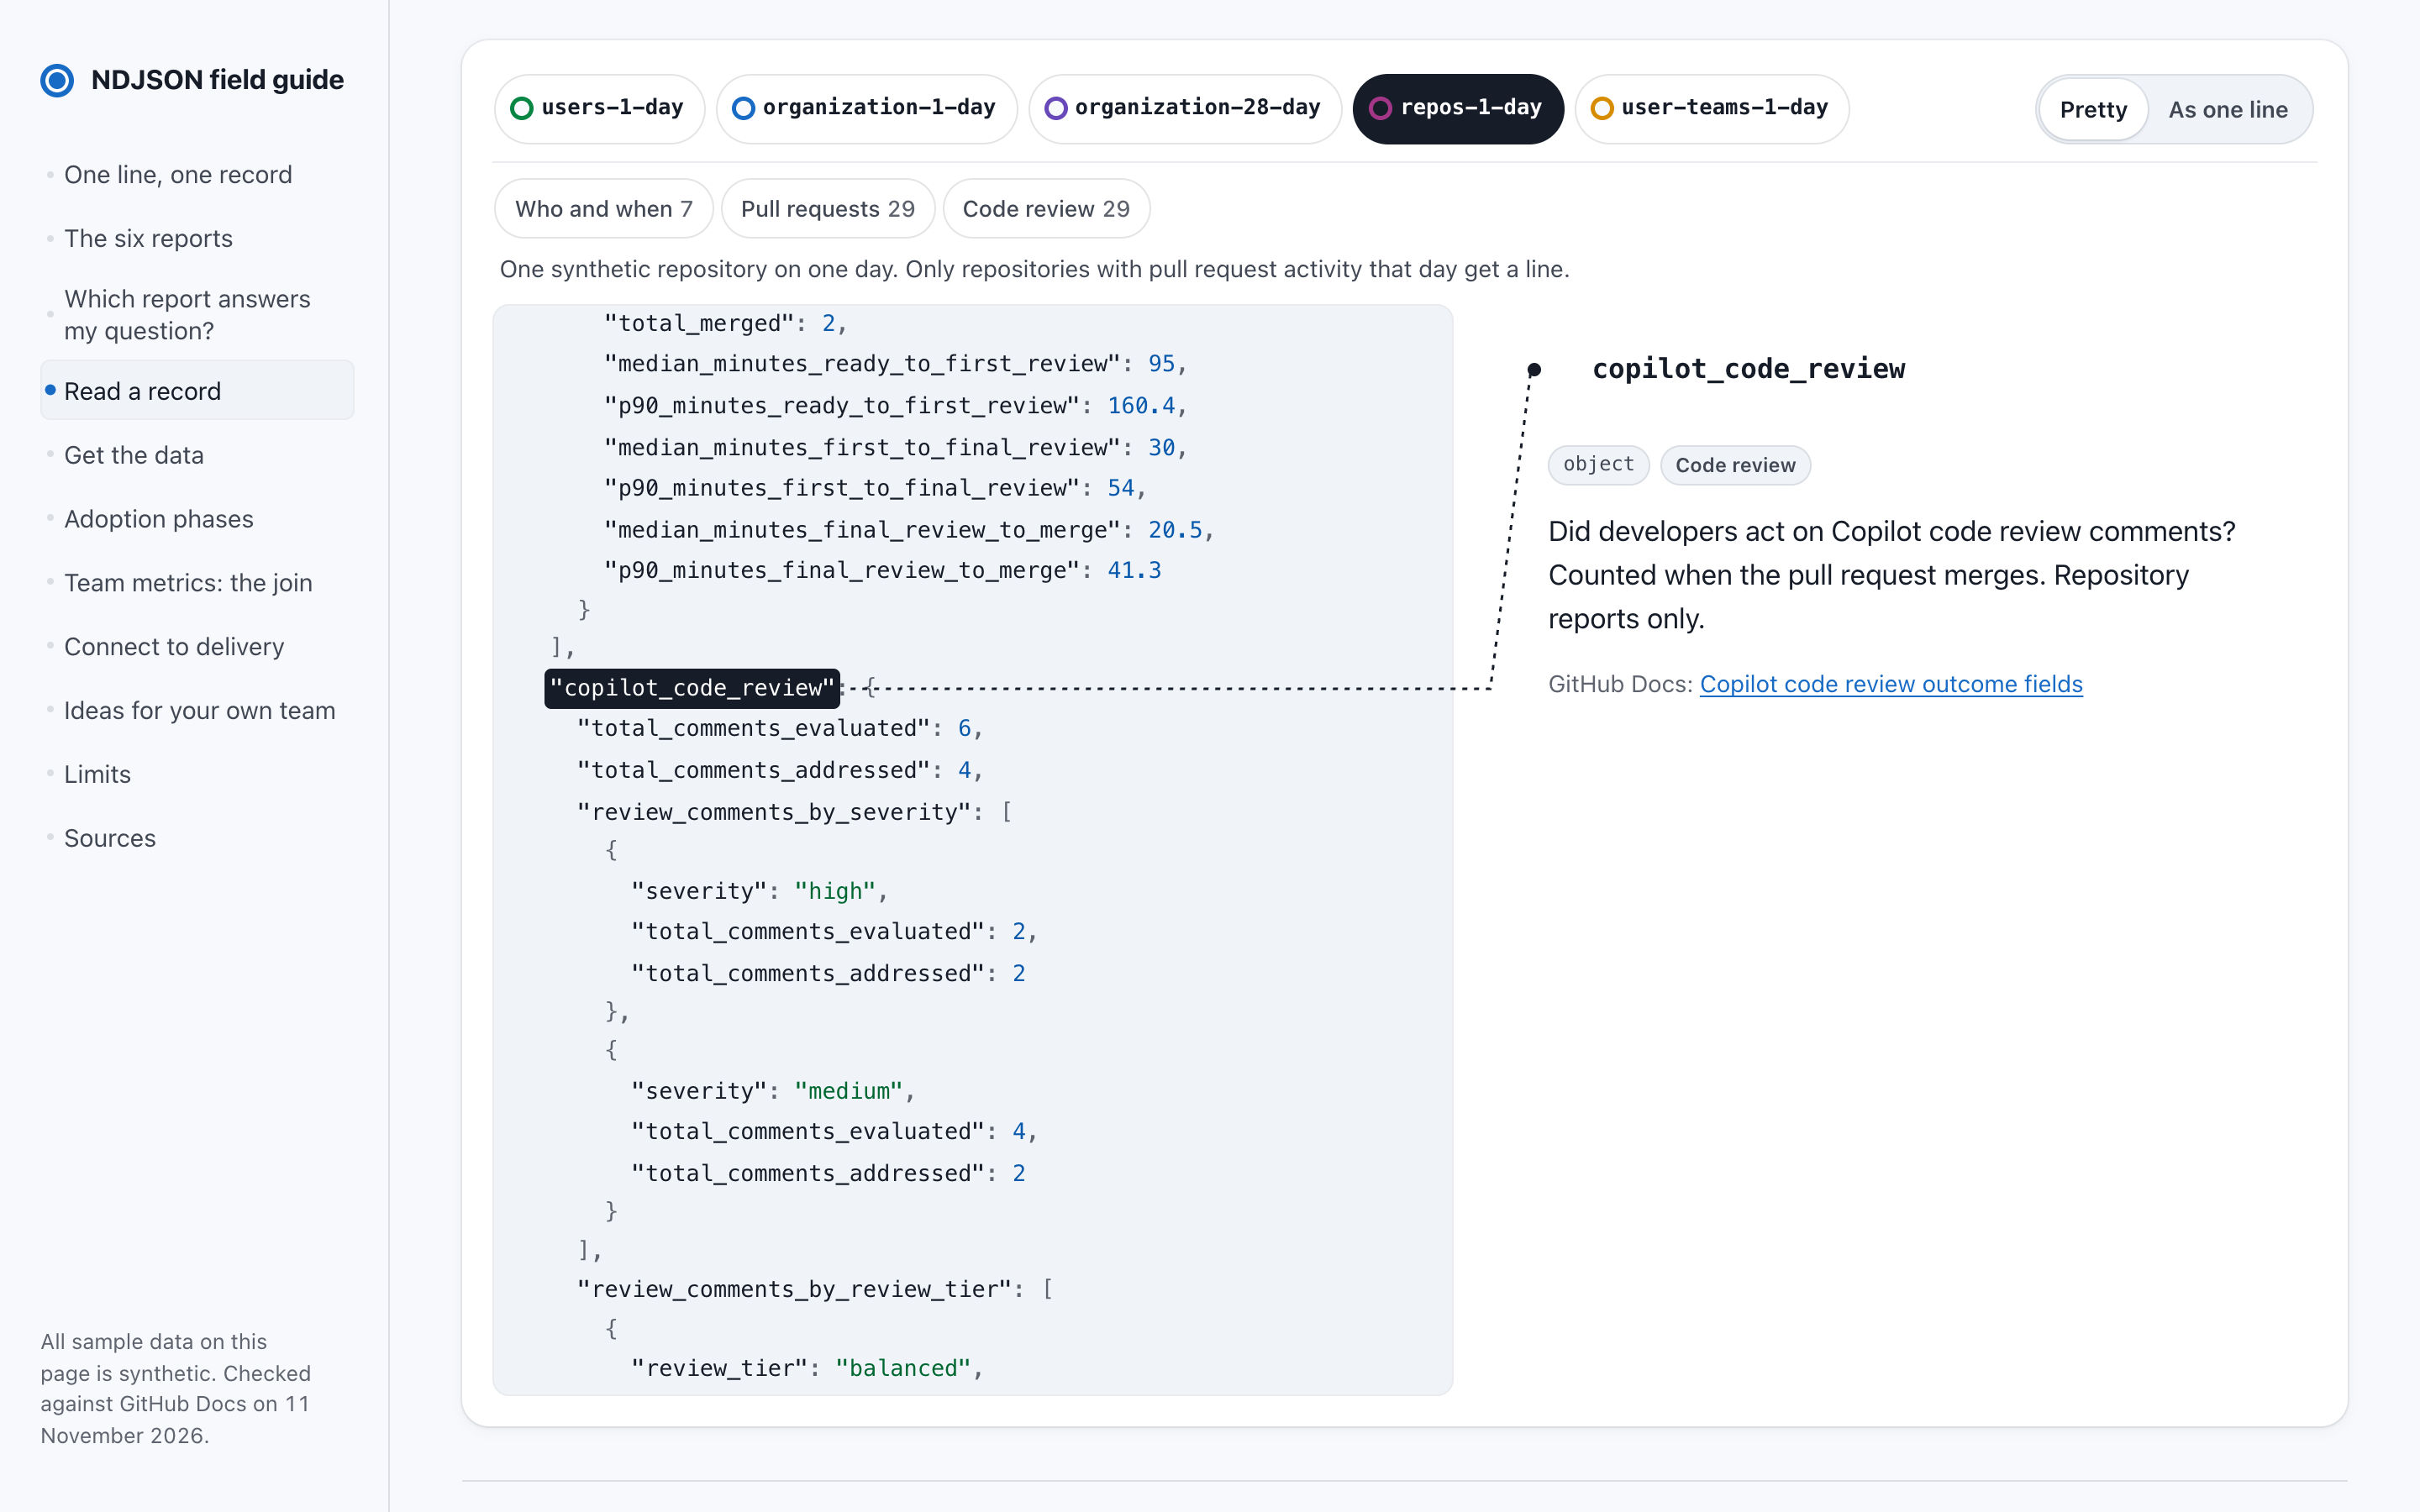 NDJSON field guide
One line, one record
The six reports
Which report answers
my question?
Read a record
Get the data
Adoption phases
Team metrics: the join
Connect to delivery
Ideas for your own team
Limits
Sources
All sample data on this
page is synthetic. Checked
against GitHub Docs on 11
November 2026.
users-1-day organization-1-day organization-28-day repos-1-day user-teams-1-day Pretty As one line
Who and when 7 Pull requests 29 Code review 29
One synthetic repository on one day. Only repositories with pull request activity that day get a line.
"total_merged": 2,
"median_minutes_ready_to_first_review": 95,
"p90_minutes_ready_to_first_review": 160.4,
"median_minutes_first_to_final_review": 30,
"p90_minutes_first_to_final_review": 54,
"median_minutes_final_review_to_merge": 20.5,
"p90_minutes_final_review_to_merge": 41.3
}
],
"copilot_code_review": {
"total_comments_evaluated": 6,
"total_comments_addressed": 4,
"review_comments_by_severity": [
{
"severity": "high",
"total_comments_evaluated": 2,
"total_comments_addressed": 2
},
{
"severity": "medium",
"total_comments_evaluated": 4,
"total_comments_addressed": 2
}
],
"review_comments_by_review_tier": [
{
"review_tier": "balanced",
copilot_code_review
object Code review
Did developers act on Copilot code review comments?
Counted when the pull request merges. Repository
reports only.
GitHub Docs: Copilot code review outcome fields